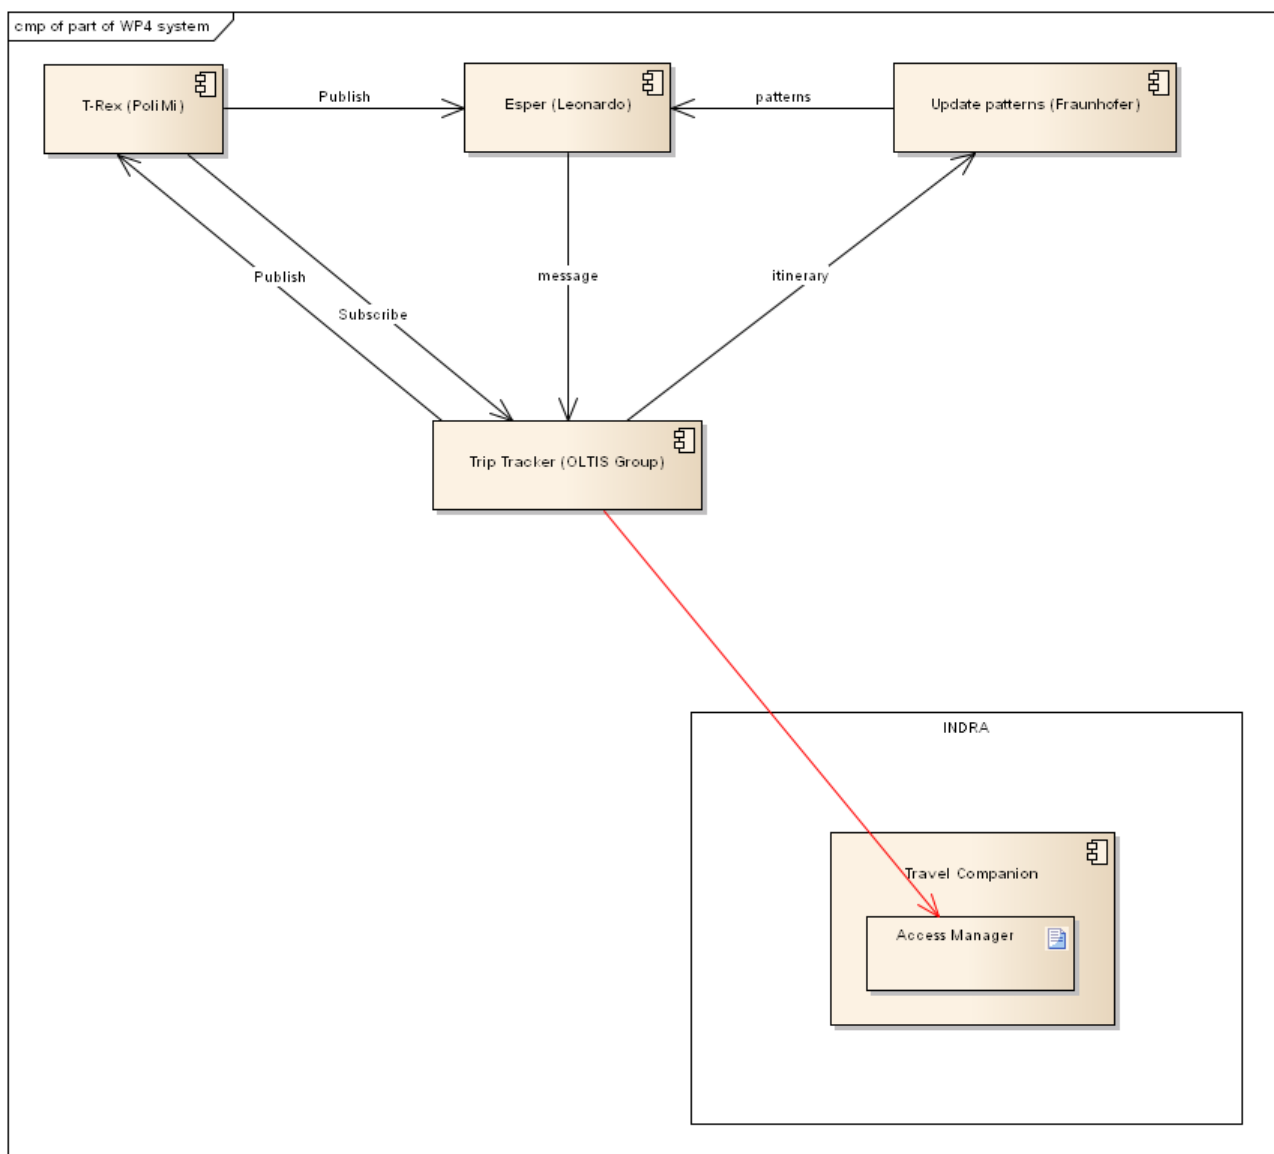 cmp of part of WP4 system
T-Rex (PoliMi)
Publish
Esper (Leonardo)
patterns
Update patterns (Fraunhofer)
Publish
Subscribe
message
itinerary
Trip Tracker (OLTIS Group)
INDRA
Travel Companion
Access Manager